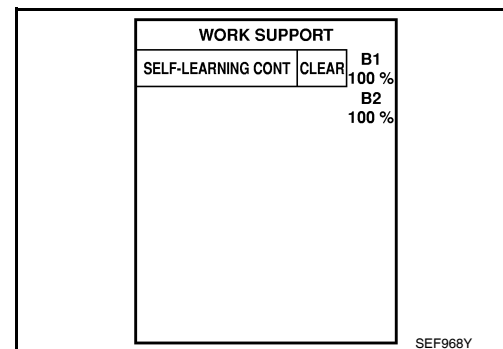 WORK SUPPORT
SELF-LEARNING CONT CLEAR B1
100 %
B2
100 %
SEF968Y